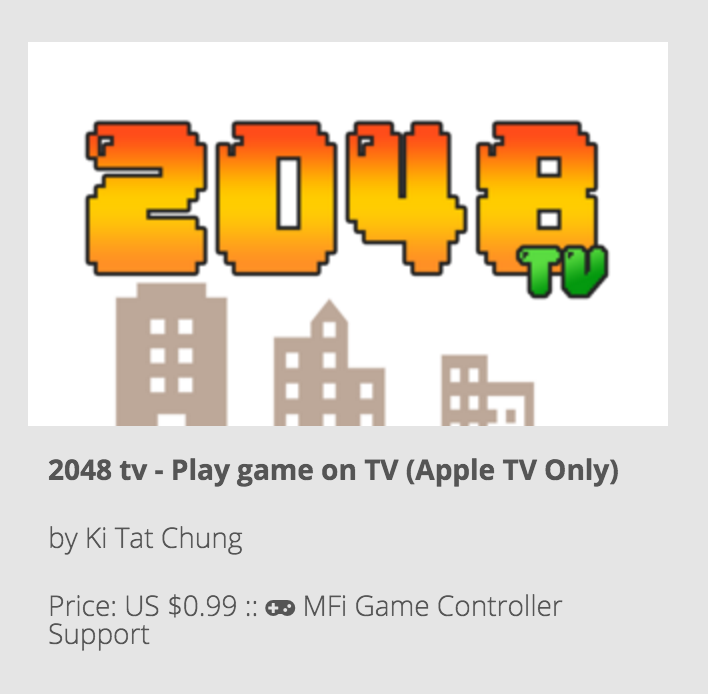 2048
TV
2048 tv - Play game on TV (Apple TV Only)
by Ki Tat Chung
Price: US $0.99 :: MFi Game Controller
Support